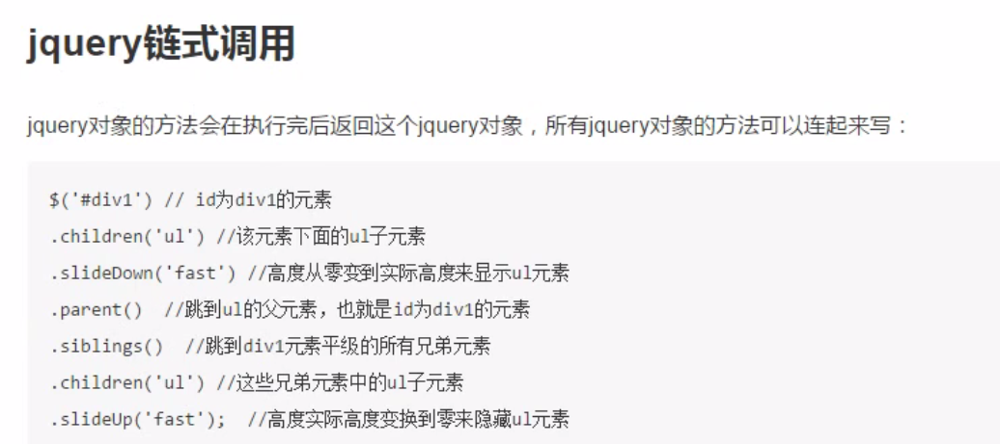 jquery链式调用
jquery对象的方法会在执行完后返回这个jquery对象，所有jquery对象的方法可以连起来写：
$('#div1') // id为div1的元素
.children('ul') //该元素下面的ul子元素
.slideDown('fast') //高度从零变到实际高度来显示ul元素
.parent()  //跳到ul的父元素，也就是id为div1的元素
.siblings()  //跳到div1元素平级的所有兄弟元素
.children('ul') //这些兄弟元素中的ul子元素
.slideUp('fast');  //高度实际高度变换到零来隐藏ul元素